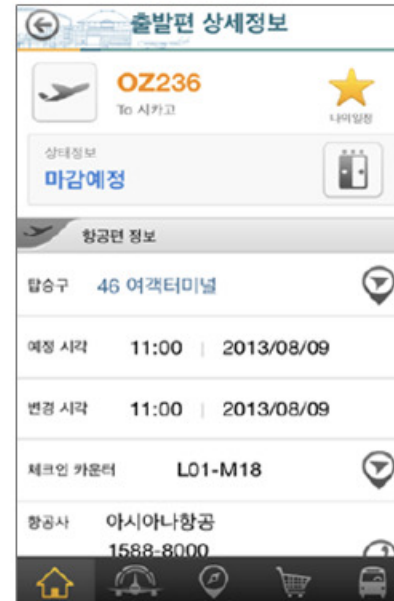 출발편 상세정보
OZ236
To 시카고
나의일정
상태정보
마감예정
항공편 정보
탑승구 46 여객터미널
예정 시각 11:00 | 2013/08/09
변경 시각 11:00 | 2013/08/09
체크인 카운터 L01-M18
항공사 아시아나항공
1588-8000